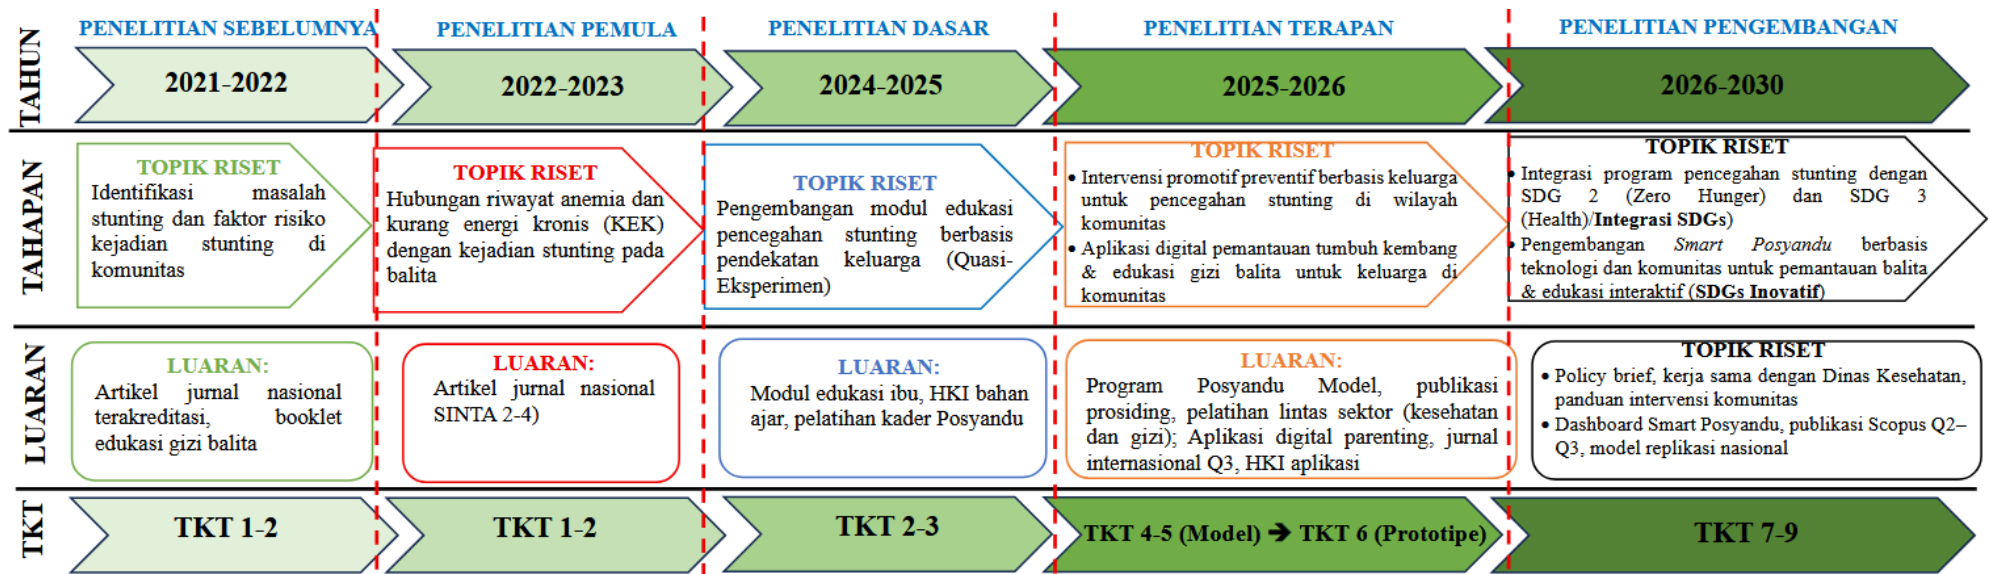 TAHUN
PENELITIAN SEBELUMNYA
PENELITIAN PEMULA
PENELITIAN DASAR
PENELITIAN TERAPAN
PENELITIAN PENGEMBANGAN
2021-2022
2022-2023
2024-2025
2025-2026
2026-2030
TAHAPAN
TOPIK RISET
Identifikasi masalah
stunting dan faktor risiko
kejadian stunting di
komunitas
TOPIK RISET
Hubungan riwayat anemia dan
kurang energi kronis (KEK)
dengan kejadian stunting pada
balita
TOPIK RISET
Pengembangan modul edukasi
pencegahan stunting berbasis
pendekatan keluarga (Quasi-
Eksperimen)
TOPIK RISET
• Intervensi promotif preventif berbasis keluarga
untuk pencegahan stunting di wilayah
komunitas
• Aplikasi digital pemantauan tumbuh kembang
& edukasi gizi balita untuk keluarga di
komunitas
TOPIK RISET
• Integrasi program pencegahan stunting dengan
SDG 2 (Zero Hunger) dan SDG 3
(Health)/Integrasi SDGs)
• Pengembangan Smart Posyandu berbasis
teknologi dan komunitas untuk pemantauan balita
& edukasi interaktif (SDGs Inovatif)
LUARAN
LUARAN:
Artikel jurnal nasional
terakreditasi, booklet
edukasi gizi balita
LUARAN:
Artikel jurnal nasional
SINTA 2-4)
LUARAN:
Modul edukasi ibu, HKI bahan
ajar, pelatihan kader Posyandu
LUARAN:
Program Posyandu Model, publikasi
prosiding, pelatihan lintas sektor (kesehatan
dan gizi); Aplikasi digital parenting, jurnal
internasional Q3, HKI aplikasi
TOPIK RISET
• Policy brief, kerja sama dengan Dinas Kesehatan,
panduan intervensi komunitas
• Dashboard Smart Posyandu, publikasi Scopus Q2–
Q3, model replikasi nasional
TKT
TKT 1-2
TKT 1-2
TKT 2-3
TKT 4-5 (Model) ➔ TKT 6 (Prototipe)
TKT 7-9